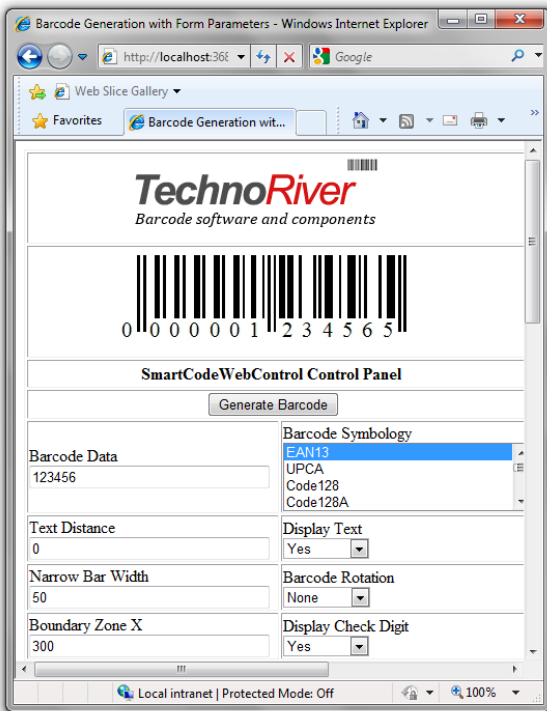 Barcode Generation with Form Parameters - Windows Internet Explorer
http://localhost:368
Google
Web Slice Gallery
Favorites
Barcode Generation wit...
TechnoRiver
Barcode software and components
0 000001 234565
SmartCodeWebControl Control Panel
Generate Barcode
Barcode Data
123456
Barcode Symbology
EAN13
UPCA
Code128
Code128A
Text Distance
0
Display Text
Yes
Narrow Bar Width
50
Barcode Rotation
None
Boundary Zone X
300
Display Check Digit
Yes
Local intranet | Protected Mode: Off
100%